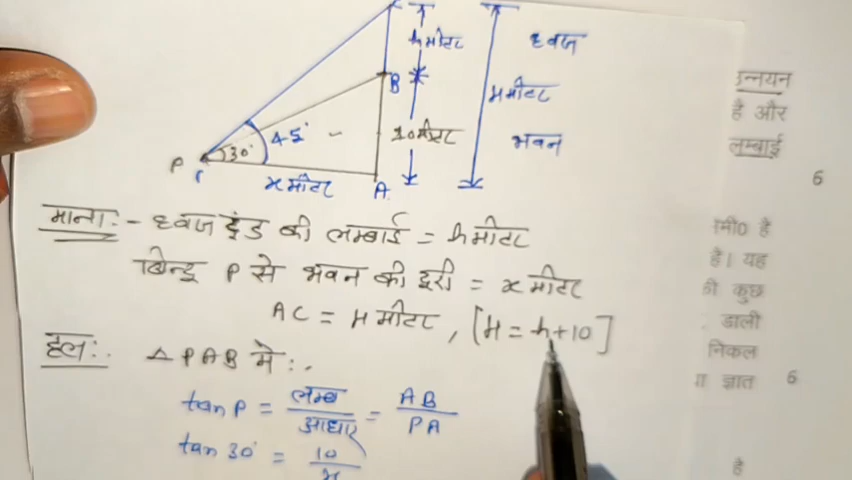 h मीटर
ध्वज
B
H मीटर
10 मीटर
भवन
45°
30°
P
x मीटर
A
माना:- ध्वज दंड की लम्बाई = h मीटर
बिन्दु P से भवन की दूरी = x मीटर
AC = H मीटर, [H = h+10]
हल:. △PAB में:.
tan P = लम्ब/आधार = AB/PA
tan 30° = 10/x
उन्नयन
है और
लम्बाई
6
है। यह
कुछ
डाली
निकल
ज्ञात 6
है